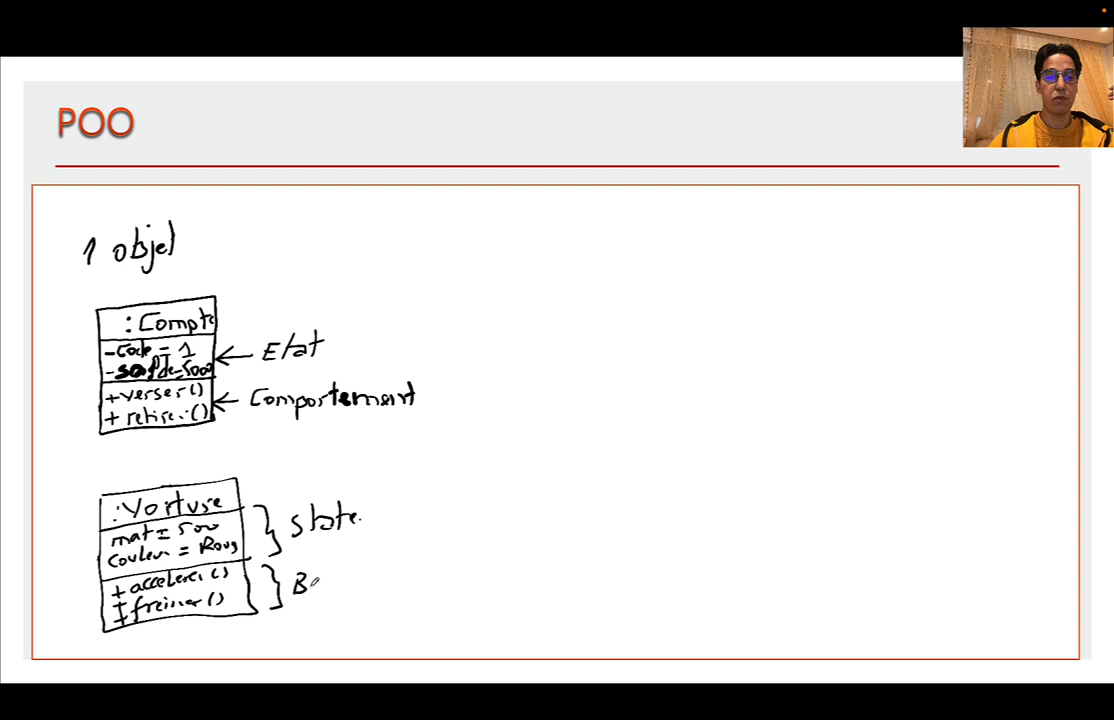 POO
1 objet
:Compte
-code = 1
-solde=5000
+verser()
+retirer()
← Etat
← Comportement
:Voiture
mat = 500
couleur = Roug
+accelerer()
+freiner()
} State.
} Be